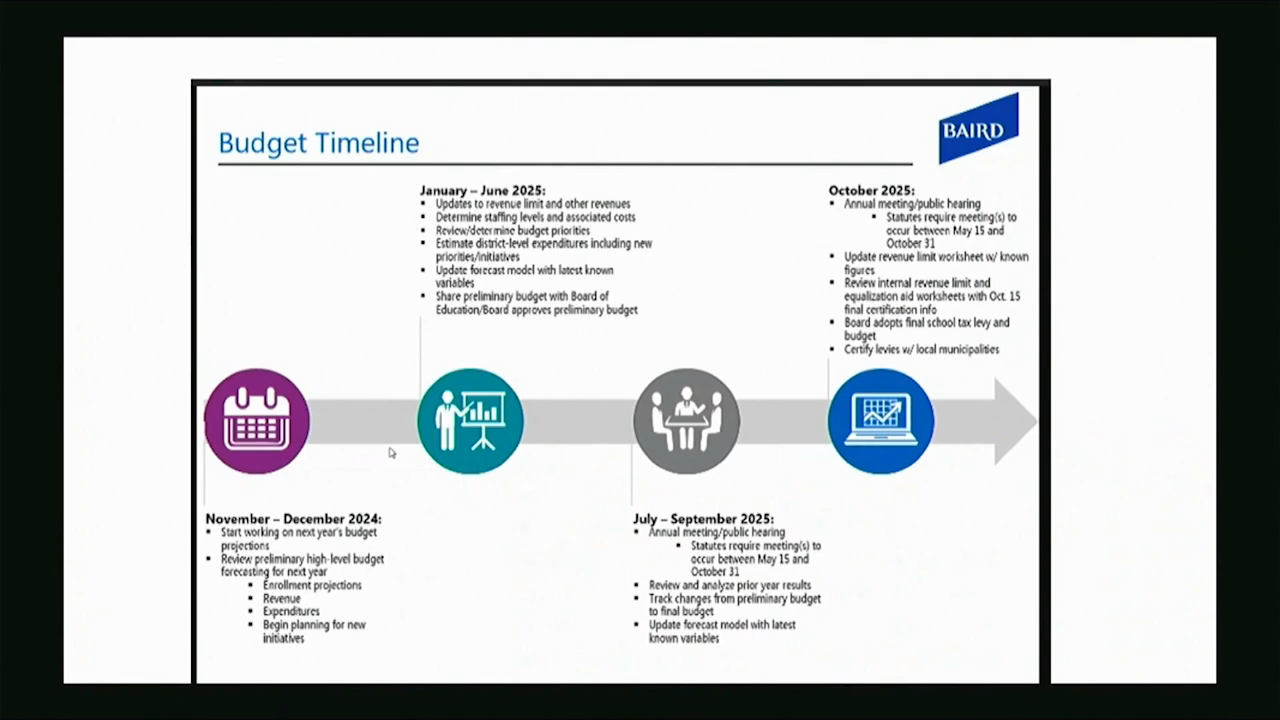 Budget Timeline
BAIRD
January – June 2025:
▪ Updates to revenue limit and other revenues
▪ Determine staffing levels and associated costs
▪ Review/determine budget priorities
▪ Estimate district-level expenditures including new
priorities/initiatives
▪ Update forecast model with latest known
variables
▪ Share preliminary budget with Board of
Education/Board approves preliminary budget
October 2025:
▪ Annual meeting/public hearing
▪ Statutes require meeting(s) to
occur between May 15 and
October 31
▪ Update revenue limit worksheet w/ known
figures
▪ Review internal revenue limit and
equalization aid worksheets with Oct. 15
final certification info
▪ Board adopts final school tax levy and
budget
▪ Certify levies w/ local municipalities
November – December 2024:
▪ Start working on next year's budget
projections
▪ Review preliminary high-level budget
forecasting for next year
▪ Enrollment projections
▪ Revenue
▪ Expenditures
▪ Begin planning for new
initiatives
July – September 2025:
▪ Annual meeting/public hearing
▪ Statutes require meeting(s) to
occur between May 15 and
October 31
▪ Review and analyze prior year results
▪ Track changes from preliminary budget
to final budget
▪ Update forecast model with latest
known variables